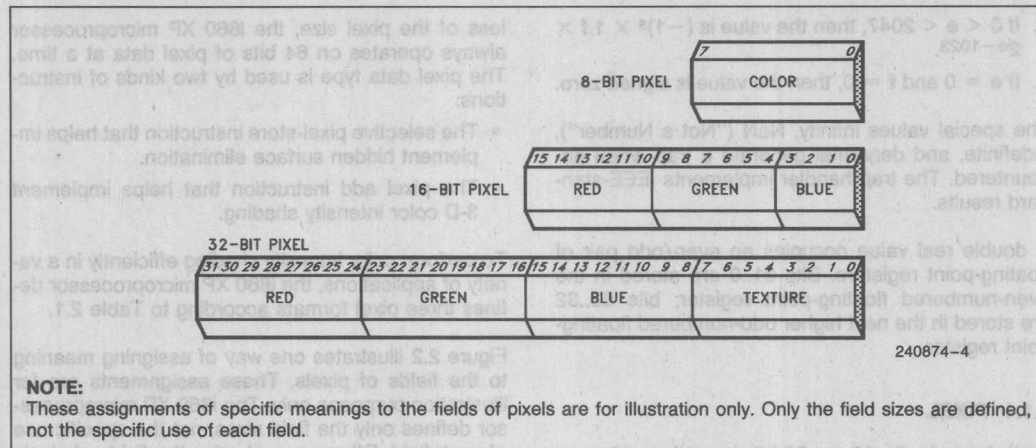 7 0
8-BIT PIXEL COLOR
15 14 13 12 11 10 9 8 7 6 5 4 3 2 1 0
16-BIT PIXEL RED GREEN BLUE
32-BIT PIXEL
31 30 29 28 27 26 25 24 23 22 21 20 19 18 17 16 15 14 13 12 11 10 9 8 7 6 5 4 3 2 1 0
RED GREEN BLUE TEXTURE
240874-4
NOTE:
These assignments of specific meanings to the fields of pixels are for illustration only. Only the field sizes are defined,
not the specific use of each field.